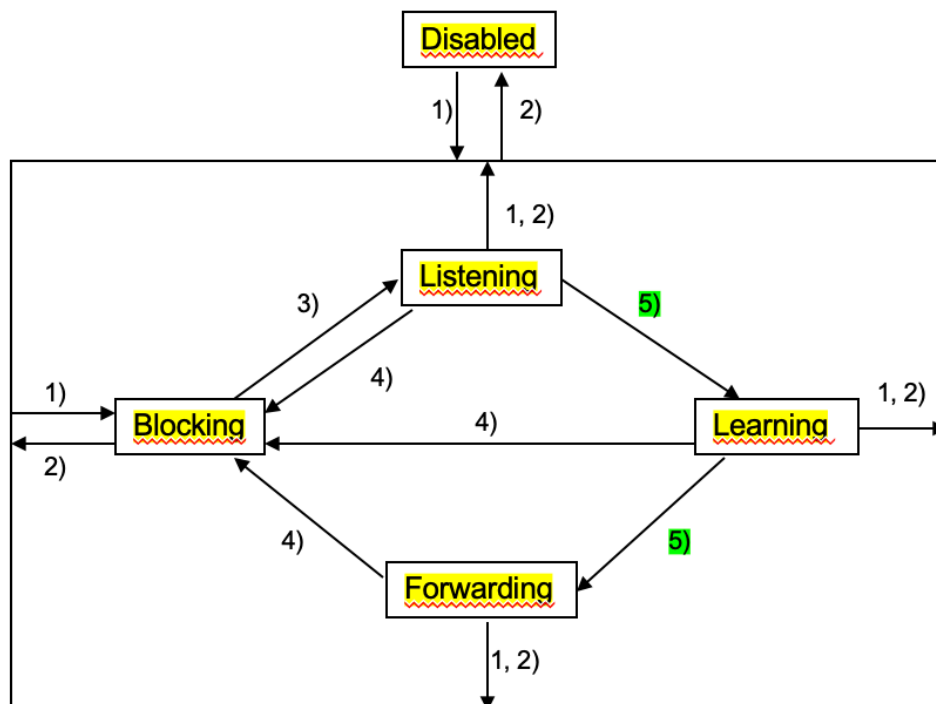 Disabled
1)
2)
1, 2)
Listening
3)
5)
4)
1)
Blocking
4)
Learning
1, 2)
2)
4)
5)
Forwarding
1, 2)